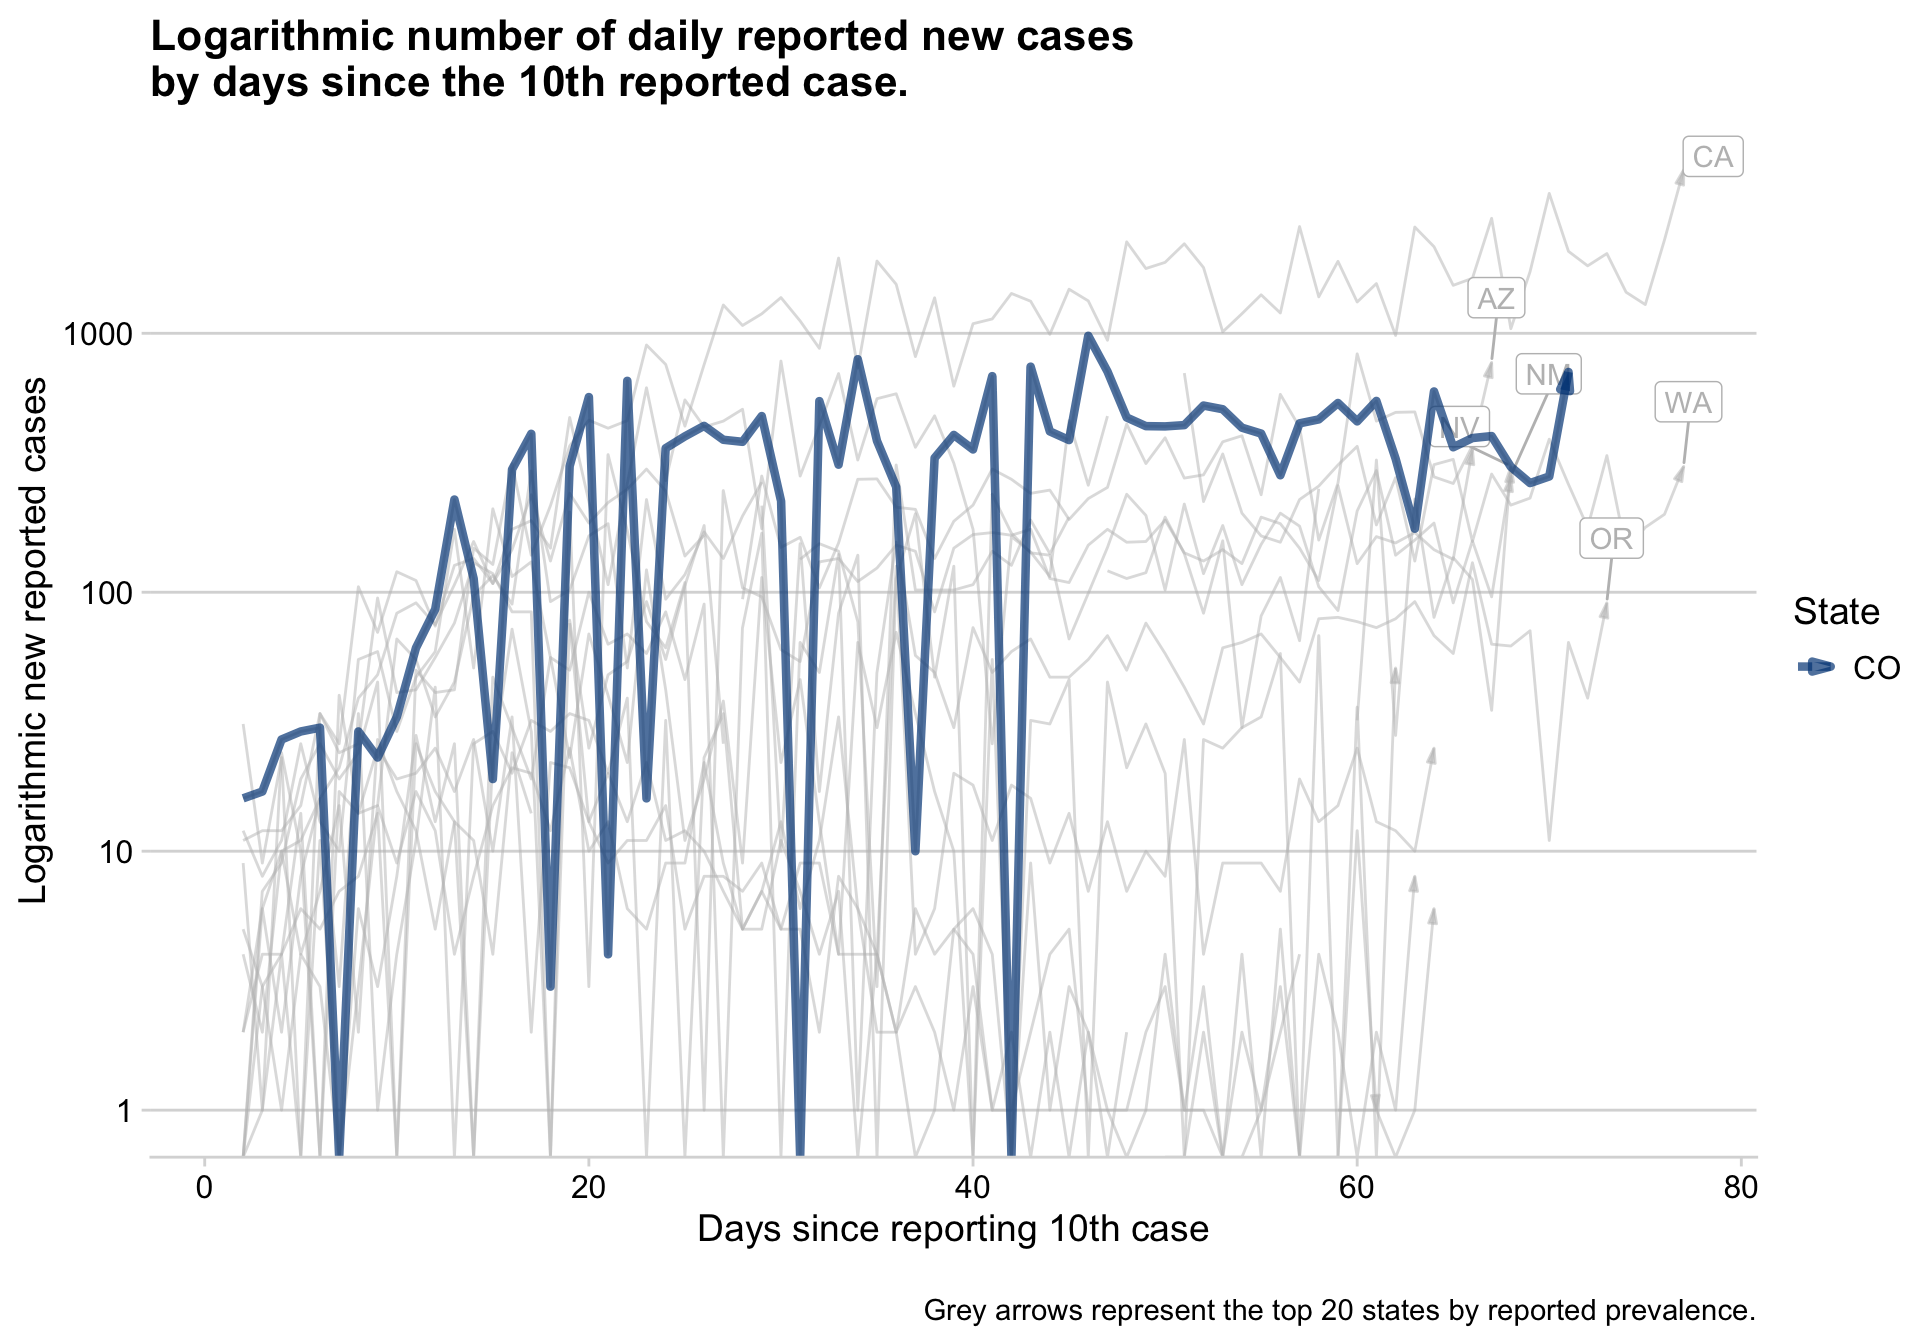 Logarithmic number of daily reported new cases
by days since the 10th reported case.
CA
AZ
1000
NM
WA
NV
OR
100
State
CO
10
1
0 20 40 60 80
Logarithmic new reported cases
Days since reporting 10th case
Grey arrows represent the top 20 states by reported prevalence.